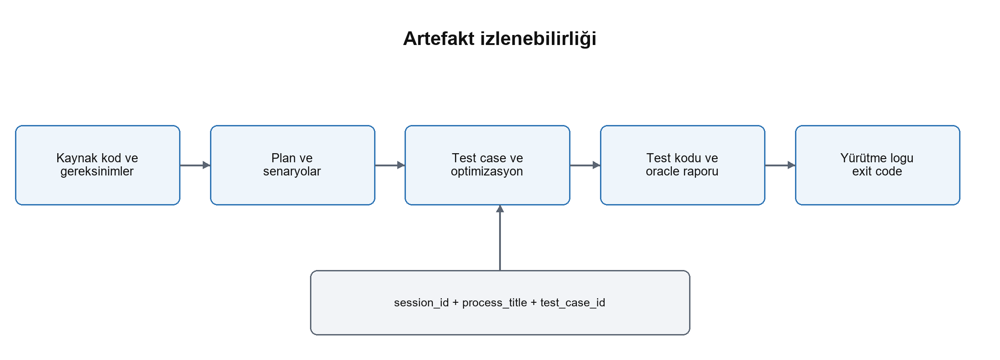 Artefakt izlenebilirliği
Kaynak kod ve
gereksinimler
Plan ve
senaryolar
Test case ve
optimizasyon
Test kodu ve
oracle raporu
Yürütme logu
exit code
session_id + process_title + test_case_id